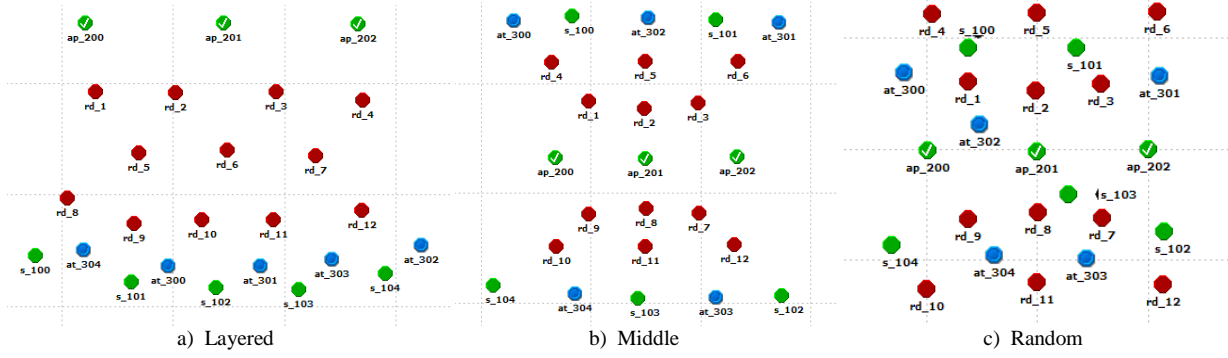 ap_200 ap_201 ap_202
rd_1 rd_2 rd_3 rd_4
rd_5 rd_6 rd_7
rd_8 rd_9 rd_10 rd_11 rd_12
s_100 at_304 at_300 at_301 at_303 at_302
s_101 s_102 s_103 s_104
a) Layered
at_300 s_100 at_302 s_101 at_301
rd_4 rd_5 rd_6
rd_1 rd_2 rd_3
ap_200 ap_201 ap_202
rd_9 rd_8 rd_7
rd_10 rd_11 rd_12
s_104 at_304 s_103 at_303 s_102
b) Middle
rd_4 s_100 rd_5 rd_6
s_101
at_300 rd_1 rd_2 rd_3 at_301
at_302
ap_200 ap_201 ap_202
s_103
rd_9 rd_8 rd_7 s_102
s_104 at_304 at_303
rd_10 rd_11 rd_12
c) Random